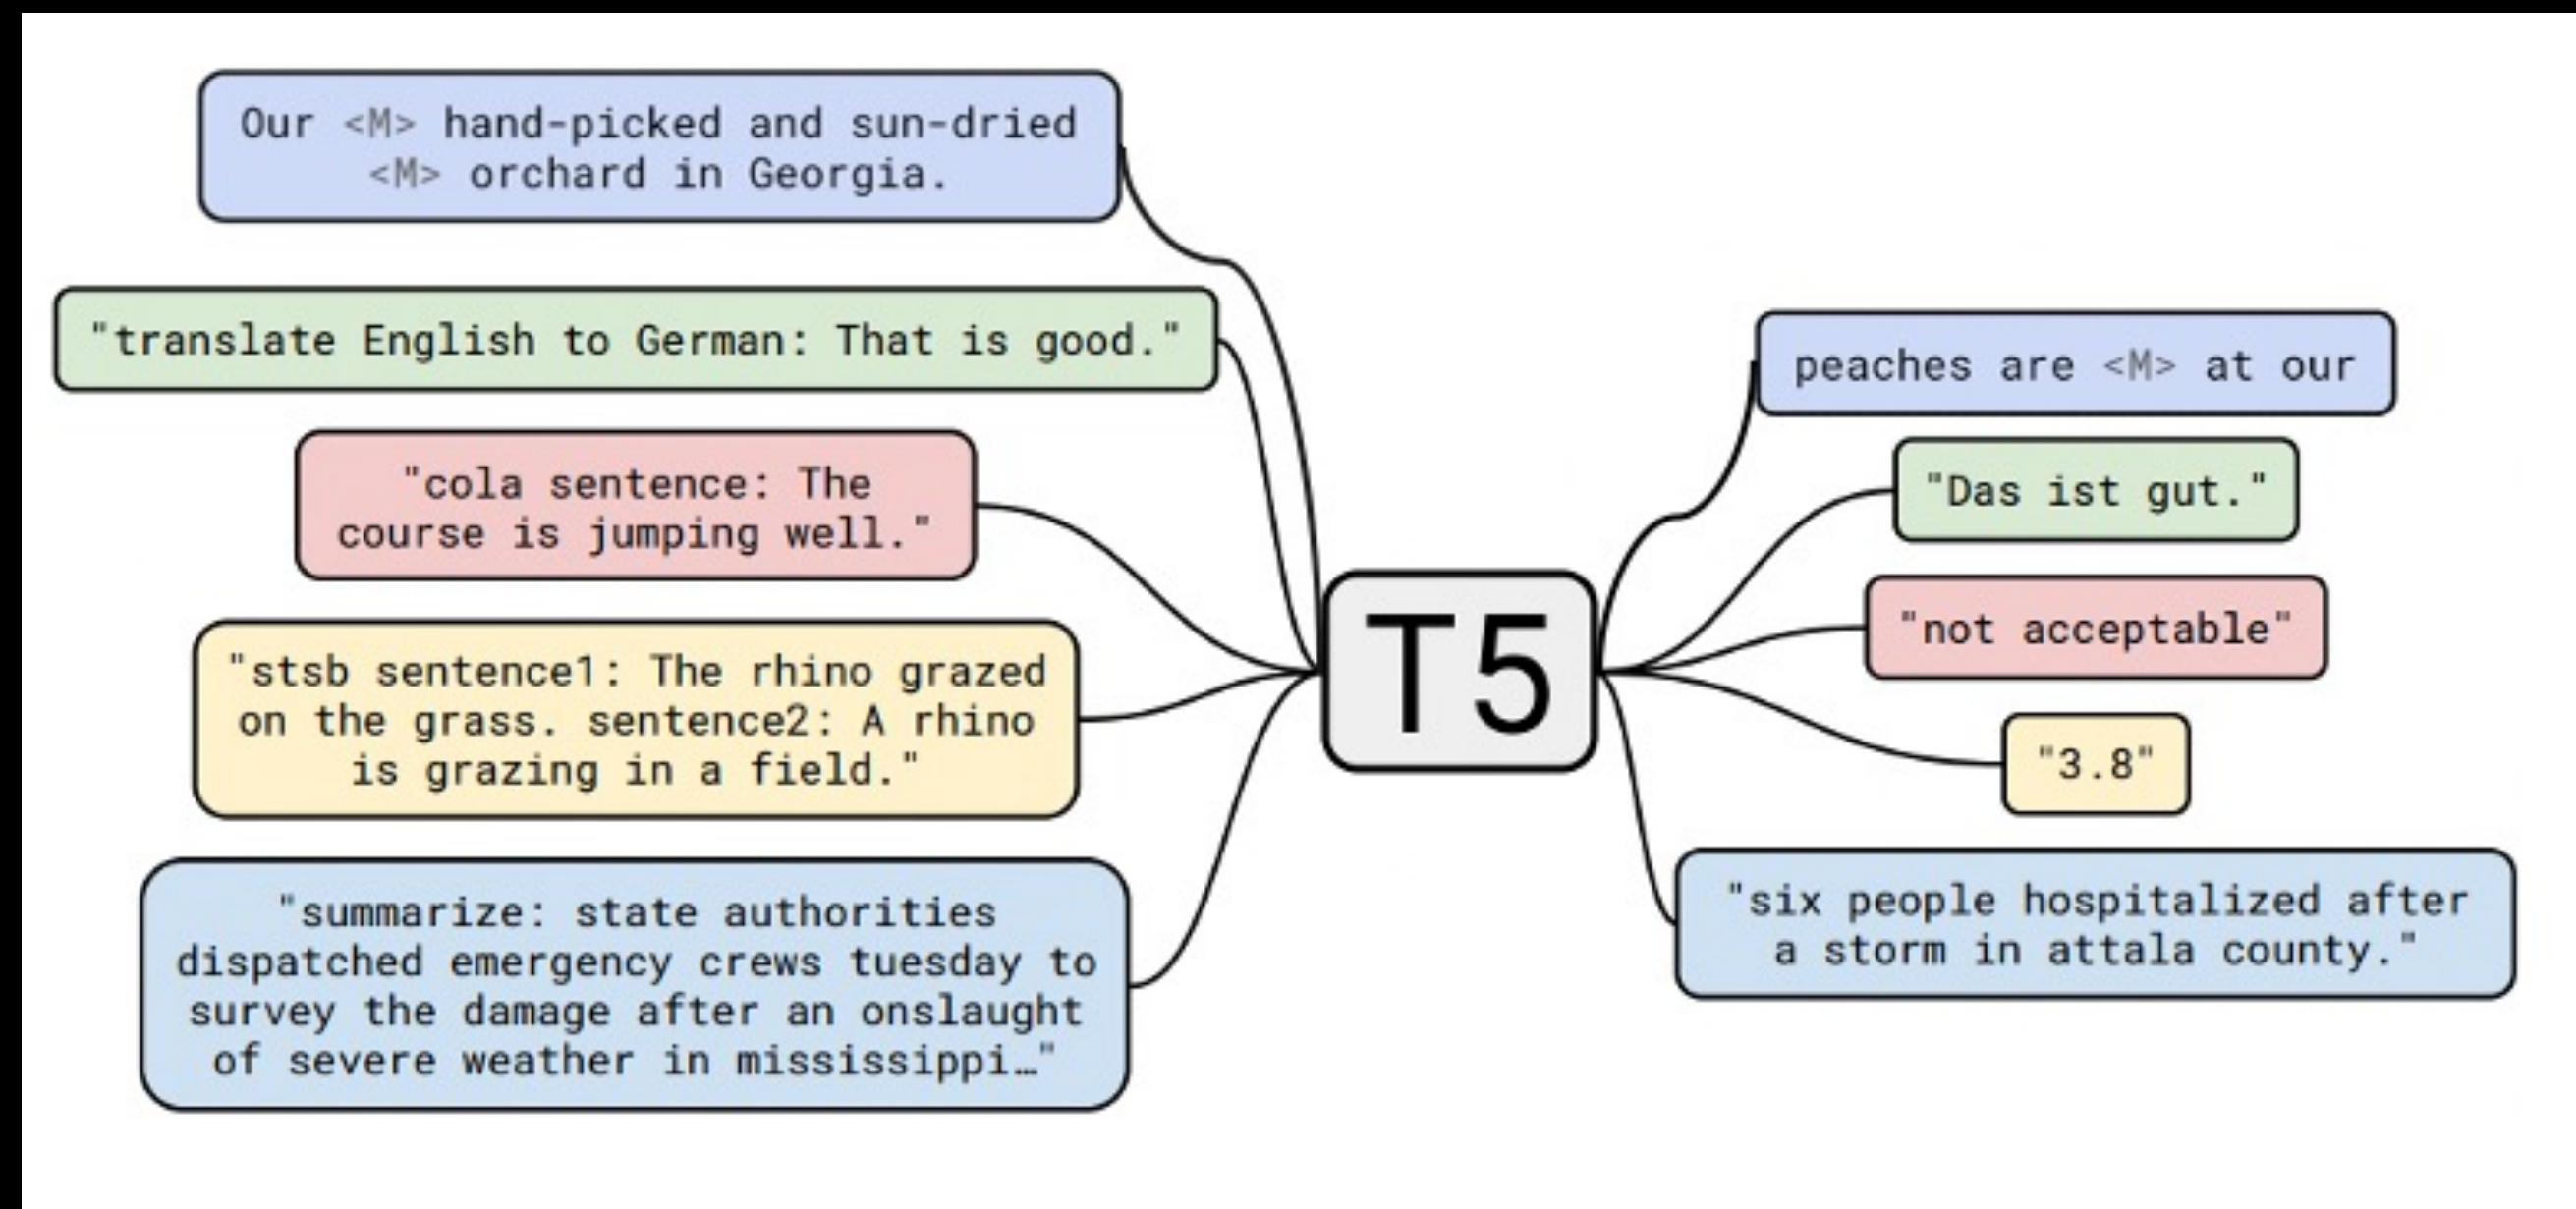 Our <M> hand-picked and sun-dried
<M> orchard in Georgia.
"translate English to German: That is good."
"cola sentence: The
course is jumping well."
"stsb sentence1: The rhino grazed
on the grass. sentence2: A rhino
is grazing in a field."
"summarize: state authorities
dispatched emergency crews tuesday to
survey the damage after an onslaught
of severe weather in mississippi…"
T5
peaches are <M> at our
"Das ist gut."
"not acceptable"
"3.8"
"six people hospitalized after
a storm in attala county."